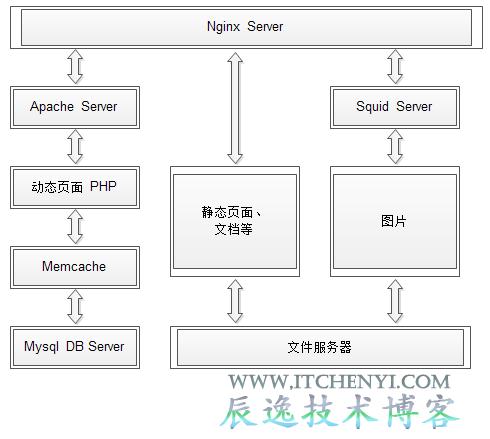 Nginx Server
Apache Server
Squid Server
动态页面 PHP
静态页面、
文档等
图片
Memcache
Mysql DB Server
文件服务器
WWW.ITCHENYI.COM
辰逸技术博客